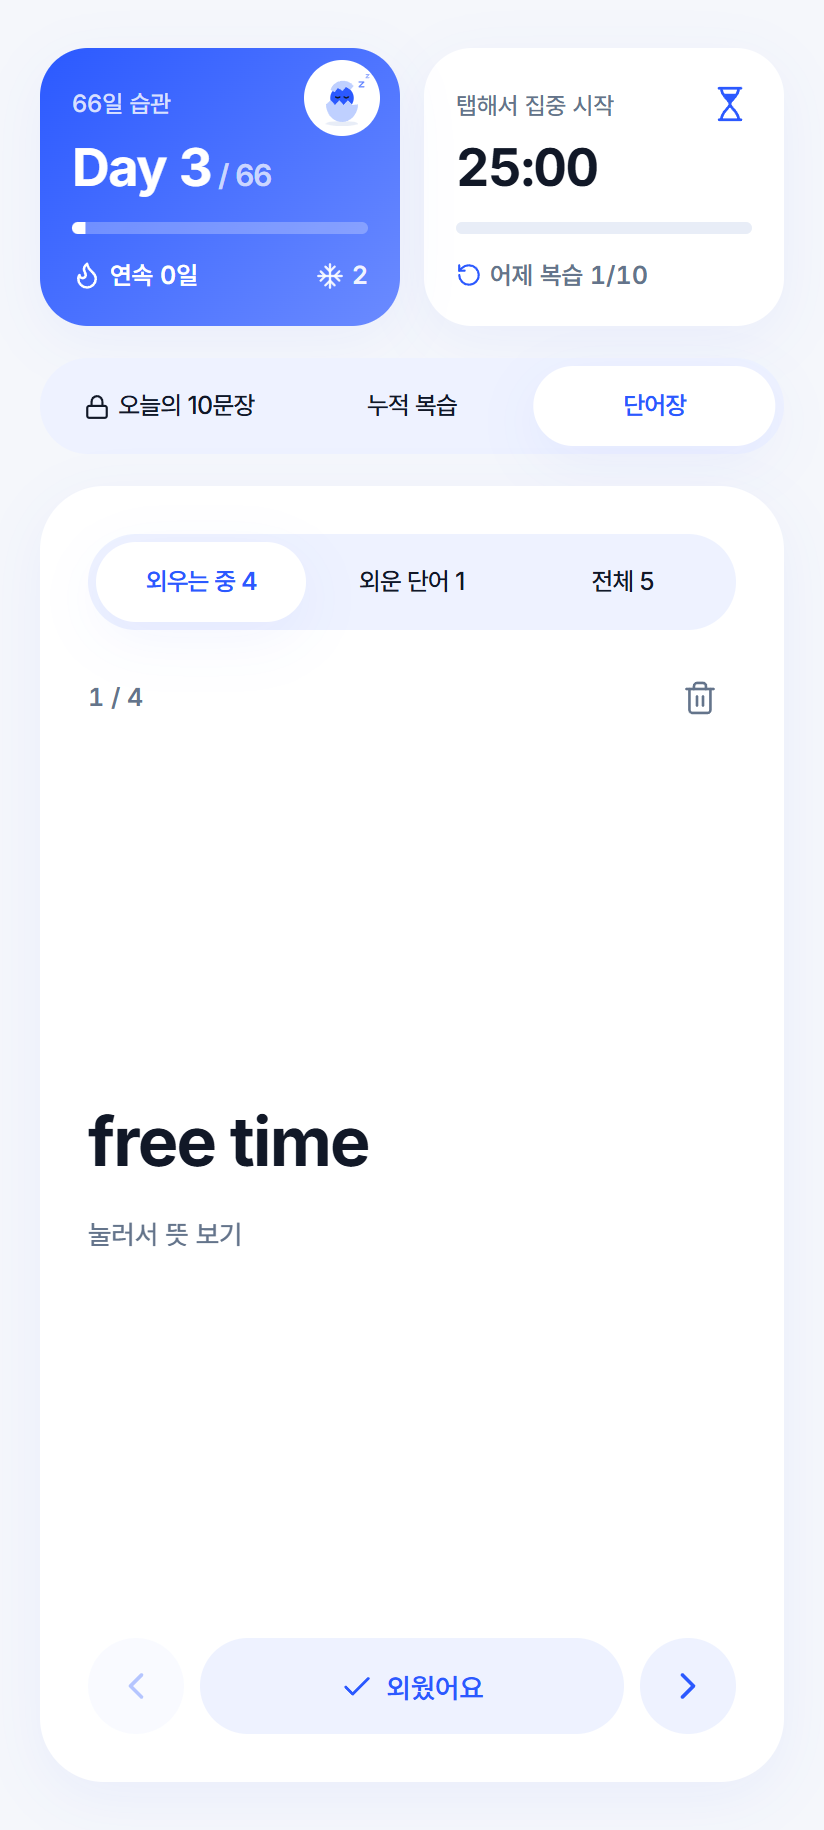 66일 습관
z z
Day 3 / 66
연속 0일 2
탭해서 집중 시작
25:00
어제 복습 1/10
오늘의 10문장 누적 복습 단어장
외우는 중 4 외운 단어 1 전체 5
1 / 4
free time
눌러서 뜻 보기
외웠어요